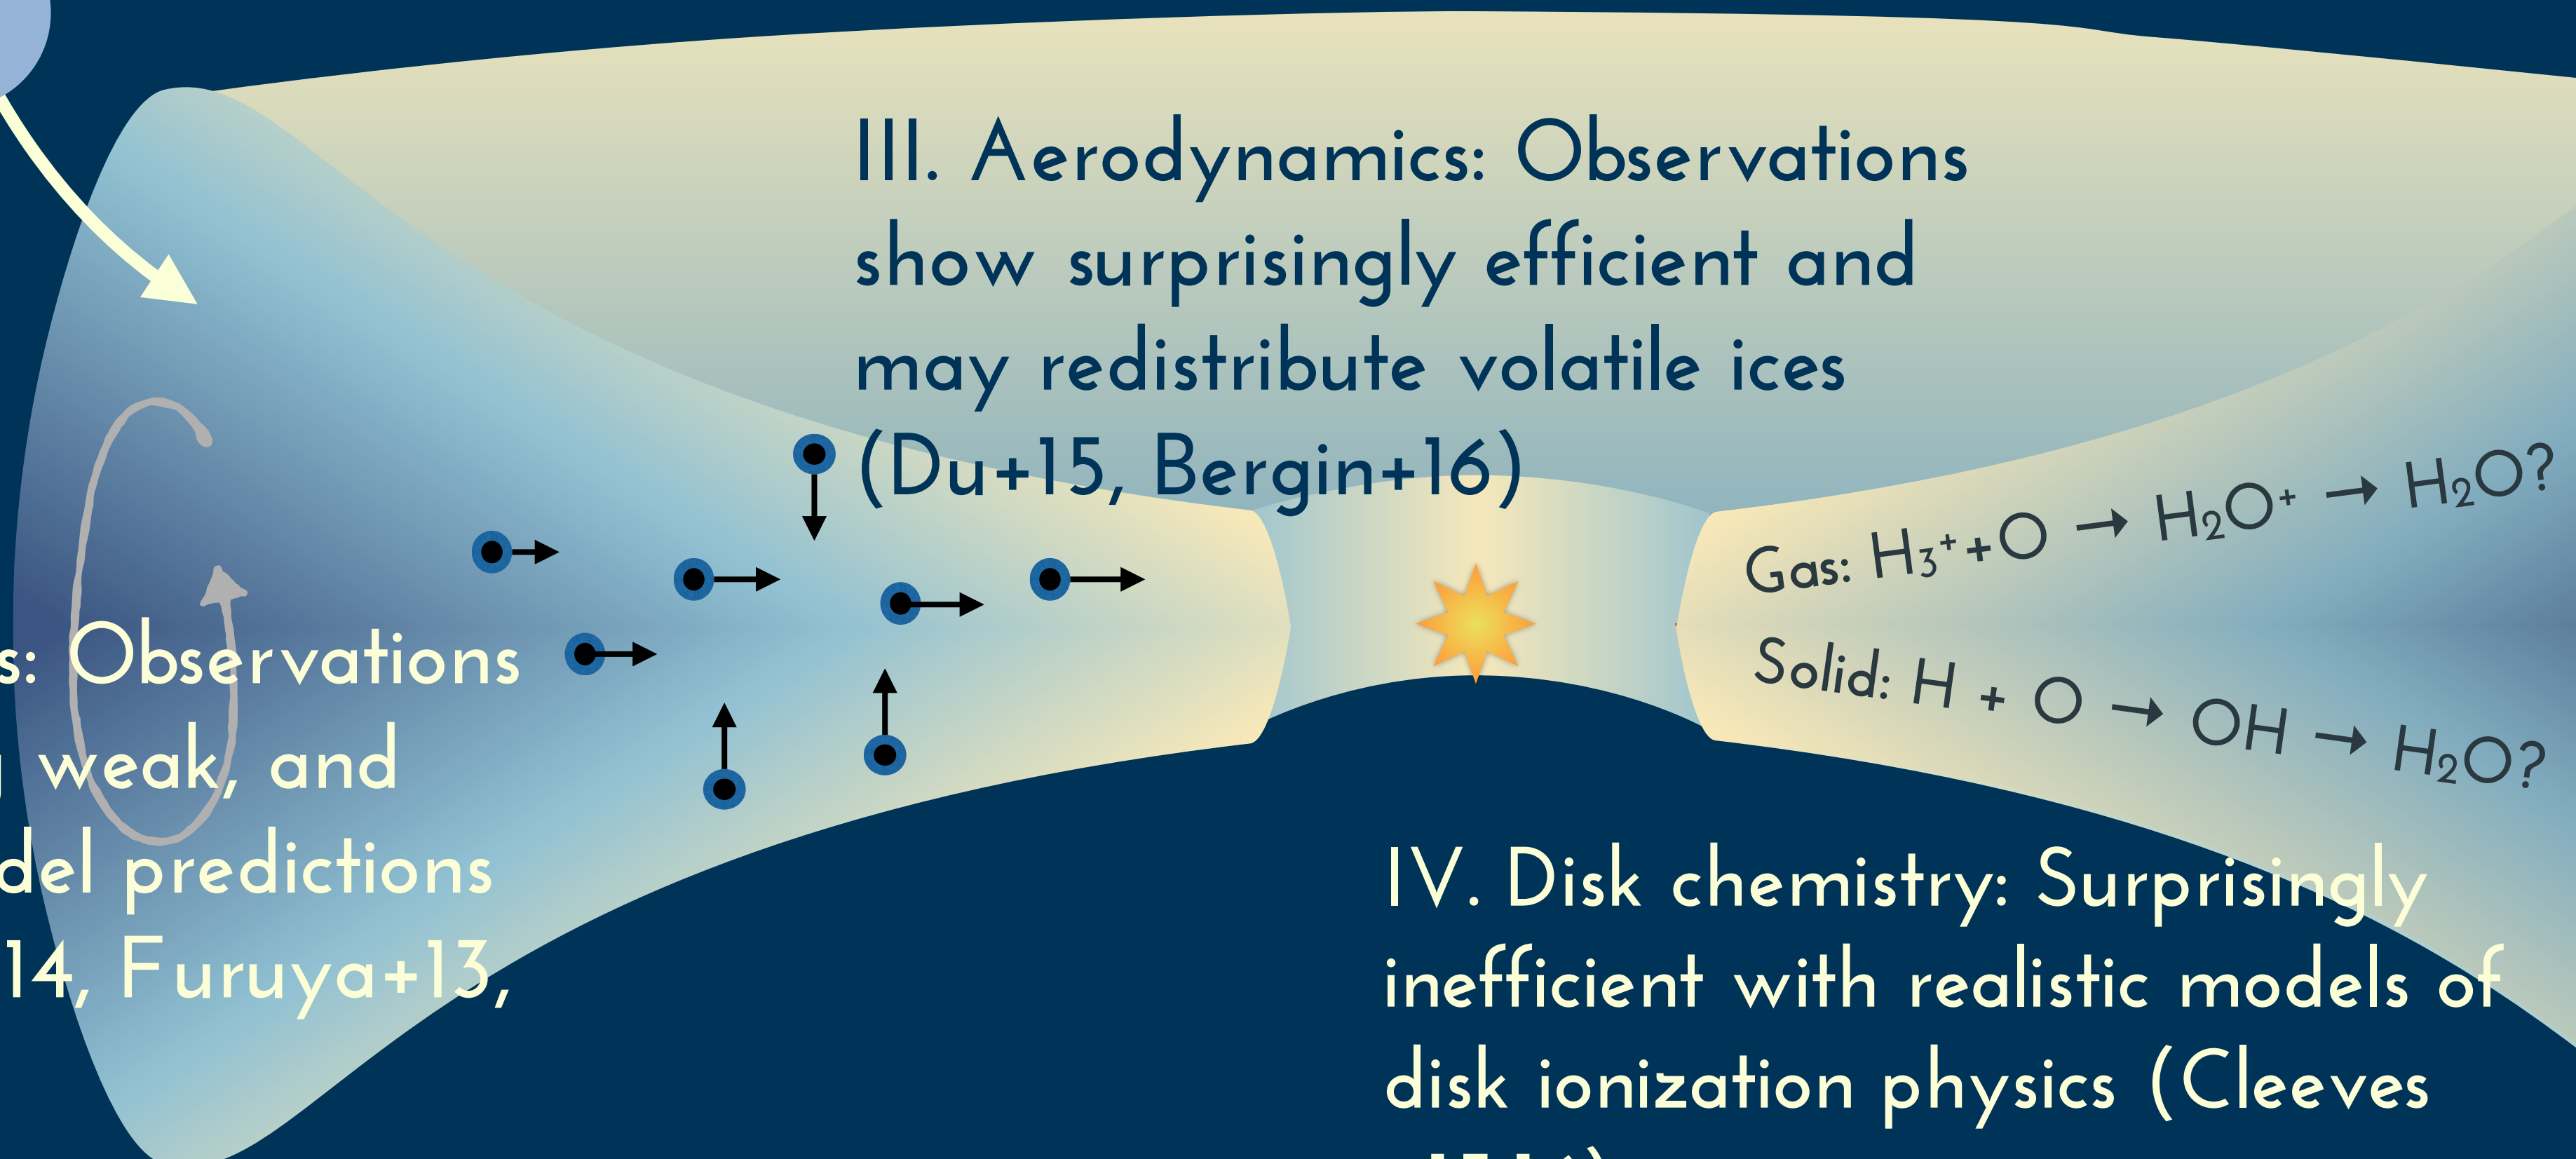 III. Aerodynamics: Observations
show surprisingly efficient and
may redistribute volatile ices
(Du+15, Bergin+16)
Gas: H₃⁺+O → H₂O⁺ → H₂O?
Solid: H + O → OH → H₂O?
s: Observations
weak, and
del predictions
14, Furuya+13,
IV. Disk chemistry: Surprisingly
inefficient with realistic models of
disk ionization physics (Cleeves